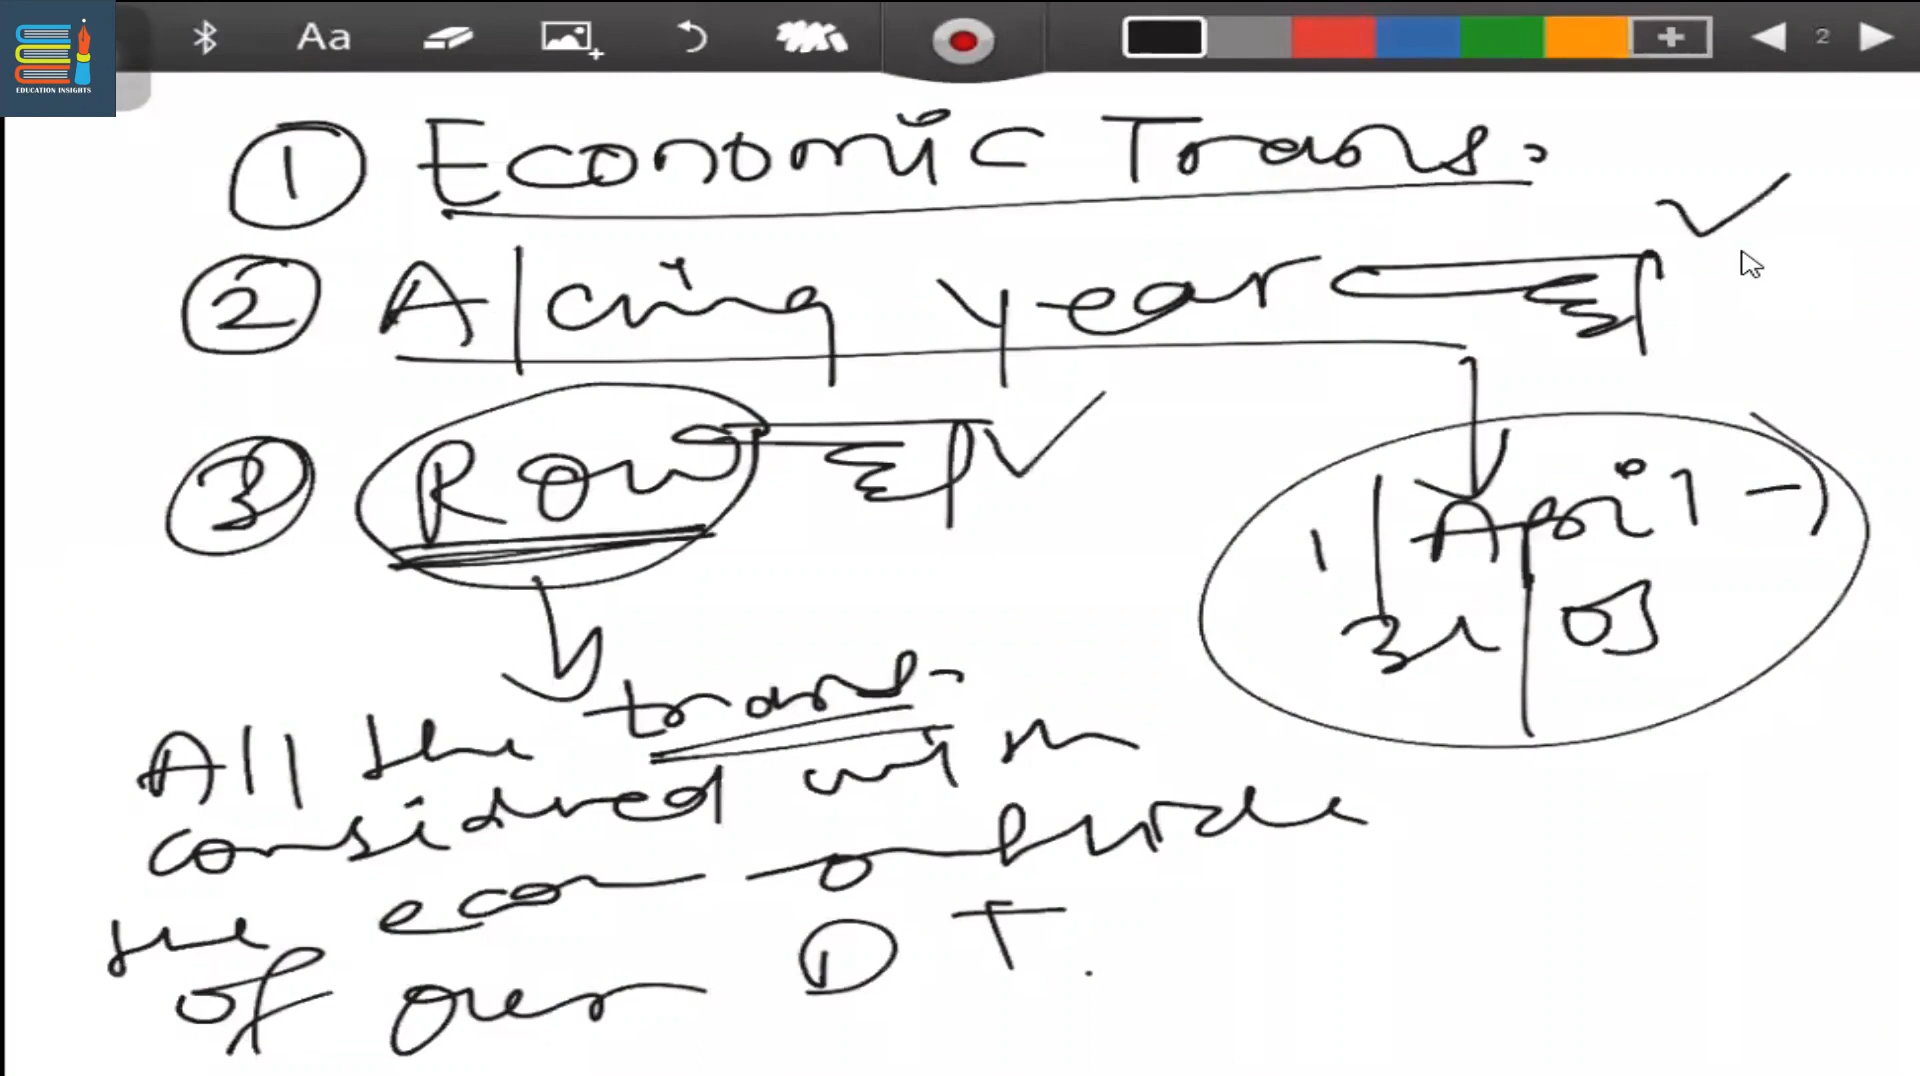 EDUCATION INSIGHTS
Aa
2
① Economic Trans.
② A/cing year
③ Row
1 April -
31 03
All the trans.
considred with
the econ outside
of our DT.